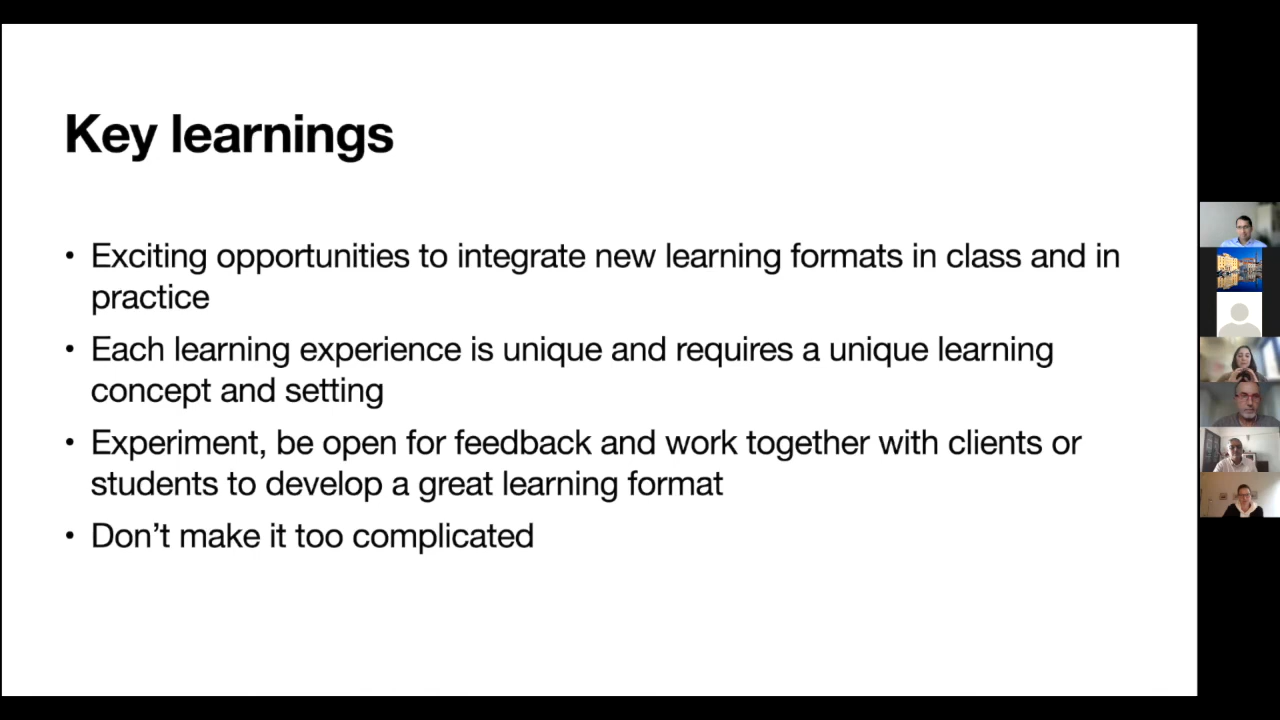 Key learnings
• Exciting opportunities to integrate new learning formats in class and in
practice
• Each learning experience is unique and requires a unique learning
concept and setting
• Experiment, be open for feedback and work together with clients or
students to develop a great learning format
• Don’t make it too complicated